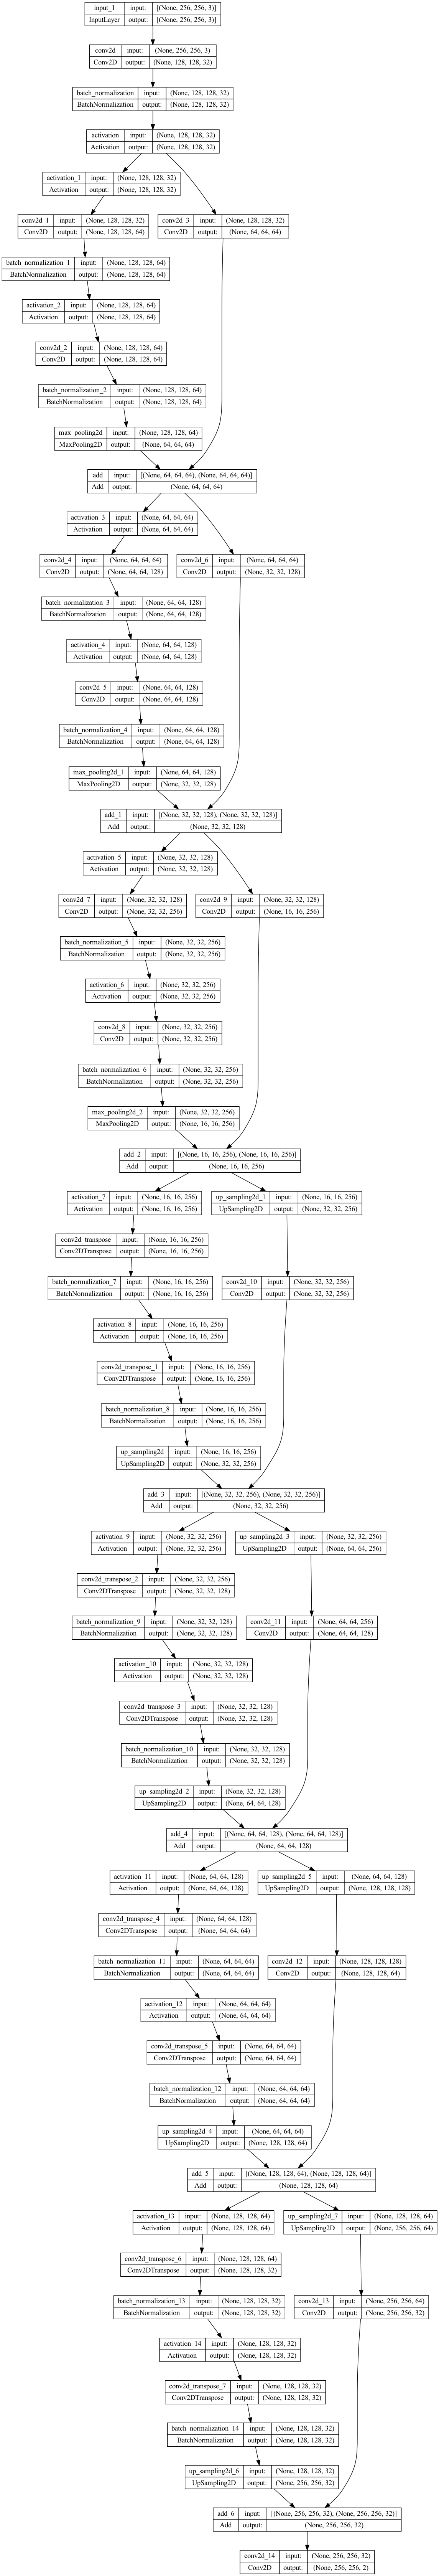 input_1 input: [(None, 256, 256, 3)]
InputLayer output: [(None, 256, 256, 3)]
conv2d input: (None, 256, 256, 3)
Conv2D output: (None, 128, 128, 32)
batch_normalization input: (None, 128, 128, 32)
BatchNormalization output: (None, 128, 128, 32)
activation input: (None, 128, 128, 32)
Activation output: (None, 128, 128, 32)
activation_1 input: (None, 128, 128, 32)
Activation output: (None, 128, 128, 32)
conv2d_1 input: (None, 128, 128, 32)
Conv2D output: (None, 128, 128, 64)
conv2d_3 input: (None, 128, 128, 32)
Conv2D output: (None, 64, 64, 64)
batch_normalization_1 input: (None, 128, 128, 64)
BatchNormalization output: (None, 128, 128, 64)
activation_2 input: (None, 128, 128, 64)
Activation output: (None, 128, 128, 64)
conv2d_2 input: (None, 128, 128, 64)
Conv2D output: (None, 128, 128, 64)
batch_normalization_2 input: (None, 128, 128, 64)
BatchNormalization output: (None, 128, 128, 64)
max_pooling2d input: (None, 128, 128, 64)
MaxPooling2D output: (None, 64, 64, 64)
add input: [(None, 64, 64, 64), (None, 64, 64, 64)]
Add output: (None, 64, 64, 64)
activation_3 input: (None, 64, 64, 64)
Activation output: (None, 64, 64, 64)
conv2d_4 input: (None, 64, 64, 64)
Conv2D output: (None, 64, 64, 128)
conv2d_6 input: (None, 64, 64, 64)
Conv2D output: (None, 32, 32, 128)
batch_normalization_3 input: (None, 64, 64, 128)
BatchNormalization output: (None, 64, 64, 128)
activation_4 input: (None, 64, 64, 128)
Activation output: (None, 64, 64, 128)
conv2d_5 input: (None, 64, 64, 128)
Conv2D output: (None, 64, 64, 128)
batch_normalization_4 input: (None, 64, 64, 128)
BatchNormalization output: (None, 64, 64, 128)
max_pooling2d_1 input: (None, 64, 64, 128)
MaxPooling2D output: (None, 32, 32, 128)
add_1 input: [(None, 32, 32, 128), (None, 32, 32, 128)]
Add output: (None, 32, 32, 128)
activation_5 input: (None, 32, 32, 128)
Activation output: (None, 32, 32, 128)
conv2d_7 input: (None, 32, 32, 128)
Conv2D output: (None, 32, 32, 256)
conv2d_9 input: (None, 32, 32, 128)
Conv2D output: (None, 16, 16, 256)
batch_normalization_5 input: (None, 32, 32, 256)
BatchNormalization output: (None, 32, 32, 256)
activation_6 input: (None, 32, 32, 256)
Activation output: (None, 32, 32, 256)
conv2d_8 input: (None, 32, 32, 256)
Conv2D output: (None, 32, 32, 256)
batch_normalization_6 input: (None, 32, 32, 256)
BatchNormalization output: (None, 32, 32, 256)
max_pooling2d_2 input: (None, 32, 32, 256)
MaxPooling2D output: (None, 16, 16, 256)
add_2 input: [(None, 16, 16, 256), (None, 16, 16, 256)]
Add output: (None, 16, 16, 256)
activation_7 input: (None, 16, 16, 256)
Activation output: (None, 16, 16, 256)
up_sampling2d_1 input: (None, 16, 16, 256)
UpSampling2D output: (None, 32, 32, 256)
conv2d_transpose input: (None, 16, 16, 256)
Conv2DTranspose output: (None, 16, 16, 256)
batch_normalization_7 input: (None, 16, 16, 256)
BatchNormalization output: (None, 16, 16, 256)
conv2d_10 input: (None, 32, 32, 256)
Conv2D output: (None, 32, 32, 256)
activation_8 input: (None, 16, 16, 256)
Activation output: (None, 16, 16, 256)
conv2d_transpose_1 input: (None, 16, 16, 256)
Conv2DTranspose output: (None, 16, 16, 256)
batch_normalization_8 input: (None, 16, 16, 256)
BatchNormalization output: (None, 16, 16, 256)
up_sampling2d input: (None, 16, 16, 256)
UpSampling2D output: (None, 32, 32, 256)
add_3 input: [(None, 32, 32, 256), (None, 32, 32, 256)]
Add output: (None, 32, 32, 256)
activation_9 input: (None, 32, 32, 256)
Activation output: (None, 32, 32, 256)
up_sampling2d_3 input: (None, 32, 32, 256)
UpSampling2D output: (None, 64, 64, 256)
conv2d_transpose_2 input: (None, 32, 32, 256)
Conv2DTranspose output: (None, 32, 32, 128)
batch_normalization_9 input: (None, 32, 32, 128)
BatchNormalization output: (None, 32, 32, 128)
conv2d_11 input: (None, 64, 64, 256)
Conv2D output: (None, 64, 64, 128)
activation_10 input: (None, 32, 32, 128)
Activation output: (None, 32, 32, 128)
conv2d_transpose_3 input: (None, 32, 32, 128)
Conv2DTranspose output: (None, 32, 32, 128)
batch_normalization_10 input: (None, 32, 32, 128)
BatchNormalization output: (None, 32, 32, 128)
up_sampling2d_2 input: (None, 32, 32, 128)
UpSampling2D output: (None, 64, 64, 128)
add_4 input: [(None, 64, 64, 128), (None, 64, 64, 128)]
Add output: (None, 64, 64, 128)
activation_11 input: (None, 64, 64, 128)
Activation output: (None, 64, 64, 128)
up_sampling2d_5 input: (None, 64, 64, 128)
UpSampling2D output: (None, 128, 128, 128)
conv2d_transpose_4 input: (None, 64, 64, 128)
Conv2DTranspose output: (None, 64, 64, 64)
batch_normalization_11 input: (None, 64, 64, 64)
BatchNormalization output: (None, 64, 64, 64)
conv2d_12 input: (None, 128, 128, 128)
Conv2D output: (None, 128, 128, 64)
activation_12 input: (None, 64, 64, 64)
Activation output: (None, 64, 64, 64)
conv2d_transpose_5 input: (None, 64, 64, 64)
Conv2DTranspose output: (None, 64, 64, 64)
batch_normalization_12 input: (None, 64, 64, 64)
BatchNormalization output: (None, 64, 64, 64)
up_sampling2d_4 input: (None, 64, 64, 64)
UpSampling2D output: (None, 128, 128, 64)
add_5 input: [(None, 128, 128, 64), (None, 128, 128, 64)]
Add output: (None, 128, 128, 64)
activation_13 input: (None, 128, 128, 64)
Activation output: (None, 128, 128, 64)
up_sampling2d_7 input: (None, 128, 128, 64)
UpSampling2D output: (None, 256, 256, 64)
conv2d_transpose_6 input: (None, 128, 128, 64)
Conv2DTranspose output: (None, 128, 128, 32)
batch_normalization_13 input: (None, 128, 128, 32)
BatchNormalization output: (None, 128, 128, 32)
conv2d_13 input: (None, 256, 256, 64)
Conv2D output: (None, 256, 256, 32)
activation_14 input: (None, 128, 128, 32)
Activation output: (None, 128, 128, 32)
conv2d_transpose_7 input: (None, 128, 128, 32)
Conv2DTranspose output: (None, 128, 128, 32)
batch_normalization_14 input: (None, 128, 128, 32)
BatchNormalization output: (None, 128, 128, 32)
up_sampling2d_6 input: (None, 128, 128, 32)
UpSampling2D output: (None, 256, 256, 32)
add_6 input: [(None, 256, 256, 32), (None, 256, 256, 32)]
Add output: (None, 256, 256, 32)
conv2d_14 input: (None, 256, 256, 32)
Conv2D output: (None, 256, 256, 2)